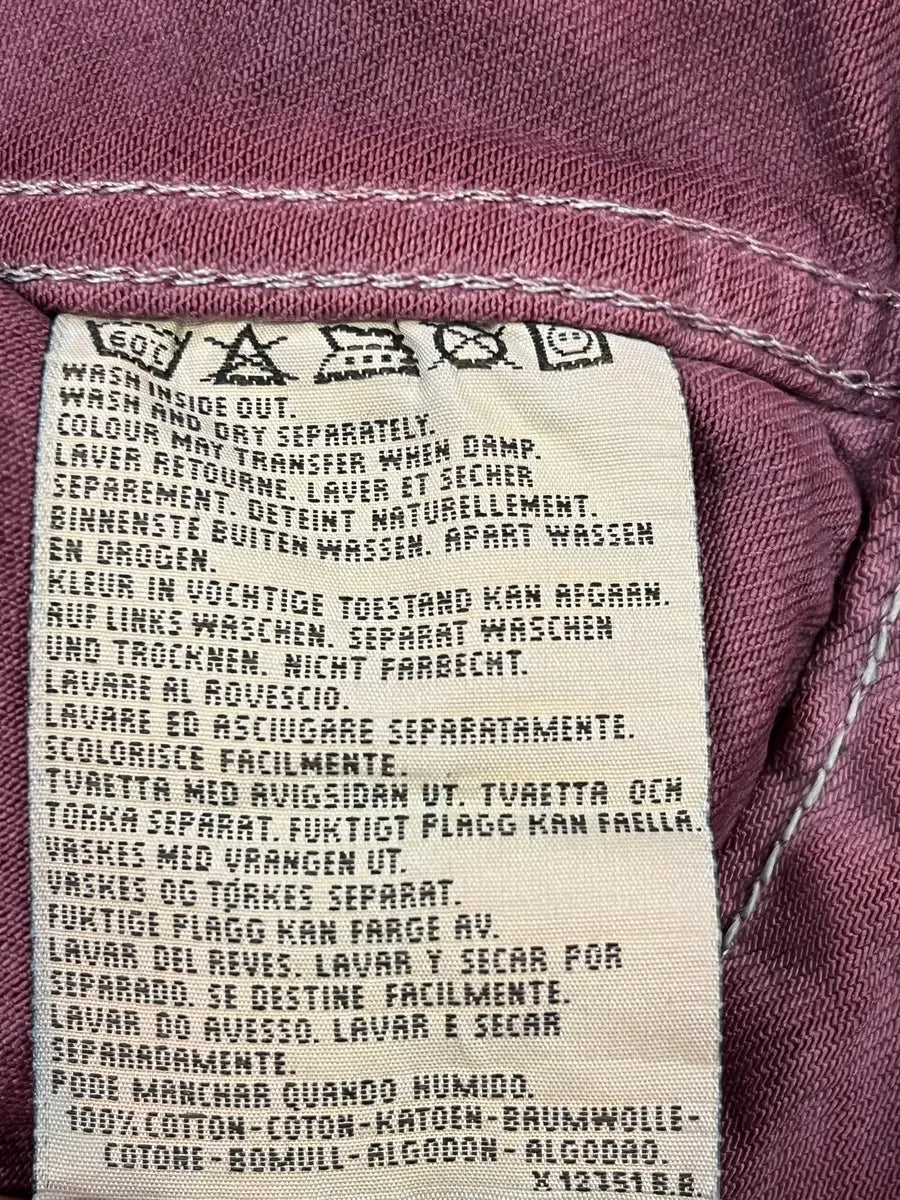 60°C
WASH INSIDE OUT.
WASH AND DRY SEPARATELY.
COLOUR MAY TRANSFER WHEN DAMP.
LAVER RETOURNE. LAVER ET SECHER
SEPAREMENT. DETEINT NATURELLEMENT.
BINNENSTE BUITEN WASSEN. APART WASSEN
EN DROGEN.
KLEUR IN VOCHTIGE TOESTAND KAN AFGAAN.
AUF LINKS WASCHEN. SEPARAT WASCHEN
UND TROCKNEN. NICHT FARBECHT.
LAVARE AL ROVESCIO.
LAVARE ED ASCIUGARE SEPARATAMENTE.
SCOLORISCE FACILMENTE.
TVAETTA MED AVIGSIDAN UT. TVAETTA OCH
TORKA SEPARAT. FUKTIGT PLAGG KAN FAELLA.
VASKES MED VRANGEN UT.
VASKES OG TØRKES SEPARAT.
FUKTIGE PLAGG KAN FARGE AV.
LAVAR DEL REVES. LAVAR Y SECAR POR
SEPARADO. SE DESTINE FACILMENTE.
LAVAR DO AVESSO. LAVAR E SECAR
SEPARADAMENTE.
PODE MANCHAR QUANDO HUMIDO.
100% COTTON-COTON-KATOEN-BAUMWOLLE-
COTONE-BOMULL-ALGODON-ALGODAO.